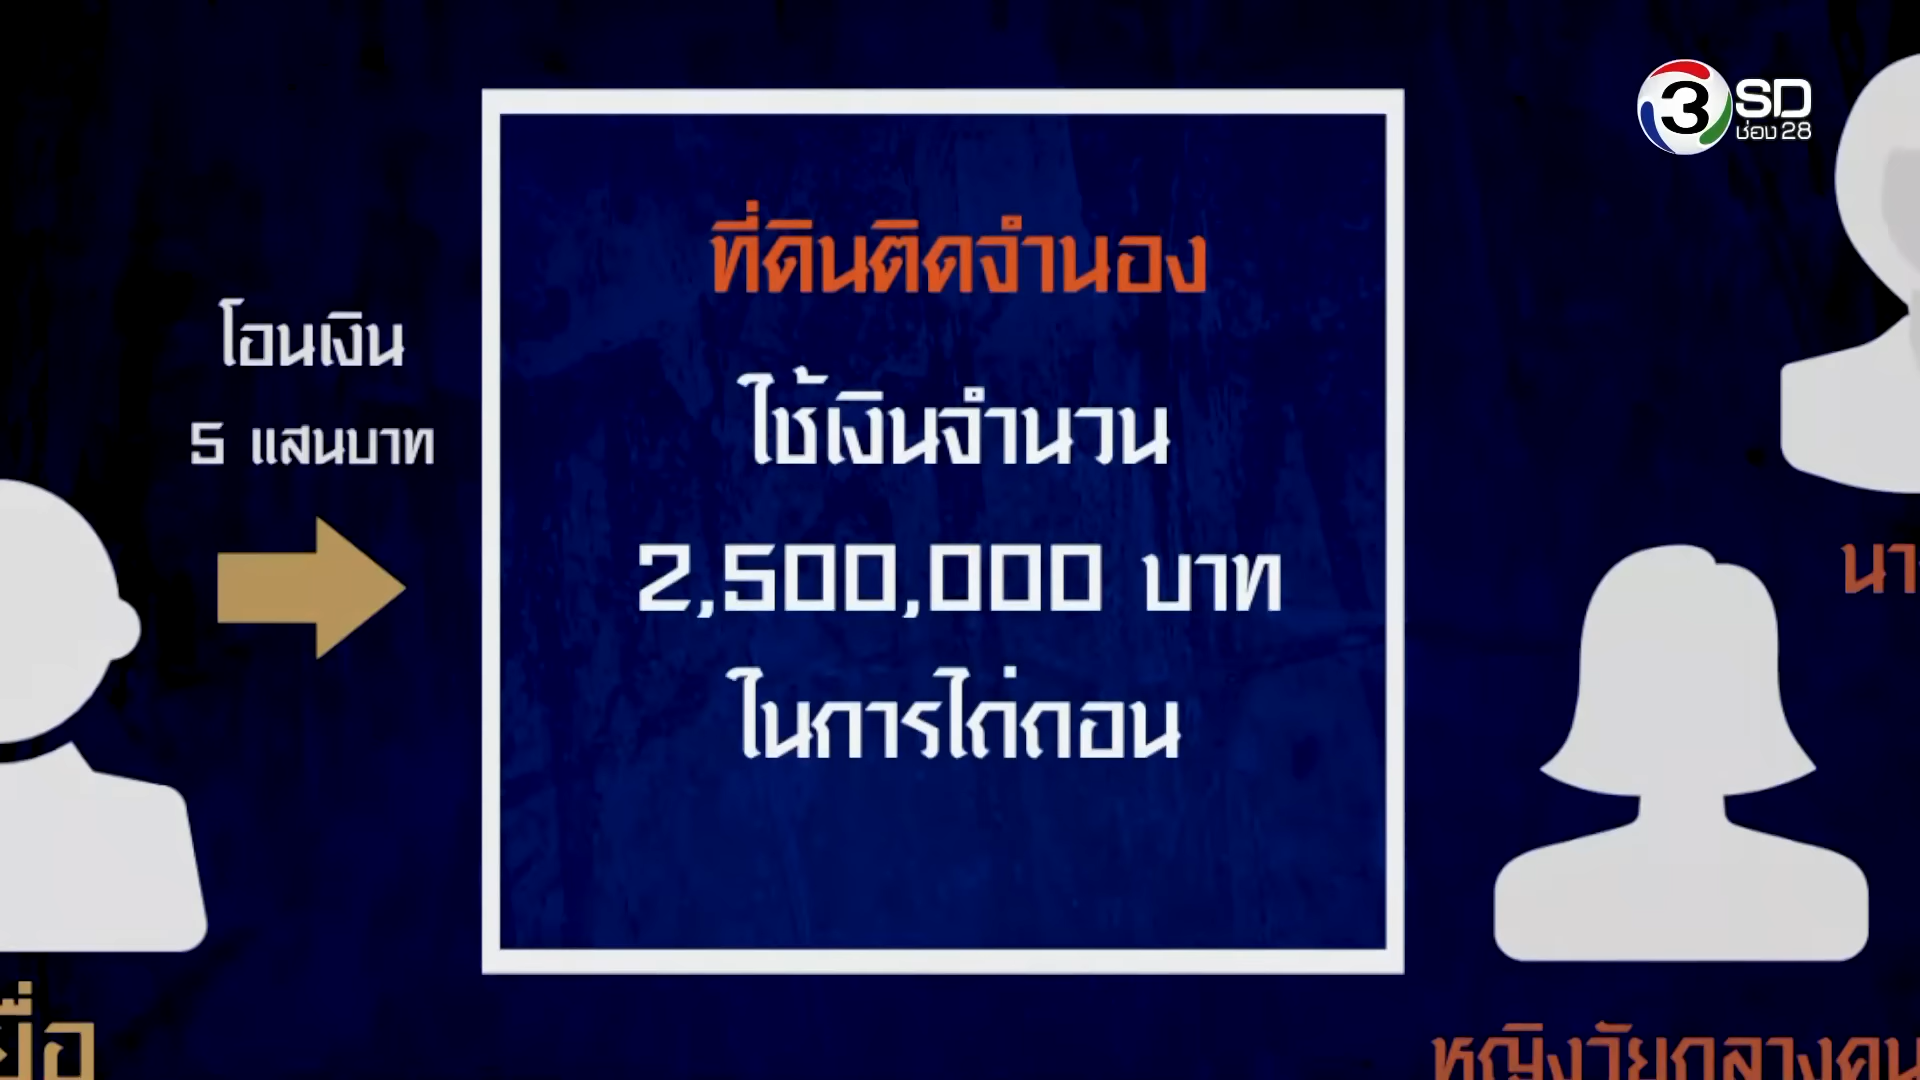 3 SD
ช่อง 28
โอนเงิน
5 แสนบาท
ที่ดินติดจำนอง
ใช้เงินจำนวน
2,500,000 บาท
ในการไถ่ถอน
หญิงวัยกลางคน